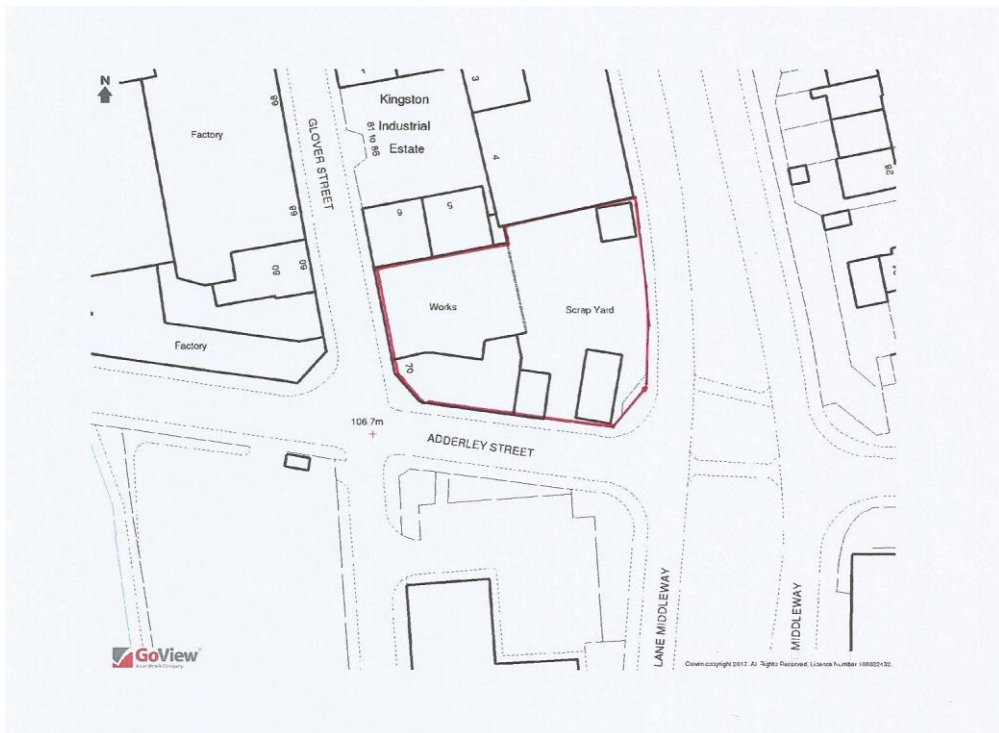 N
Factory
68
GLOVER STREET
Kingston
Industrial
Estate
81 to 86
3
4
28
68
6
5
60
60
Works
Scrap Yard
Factory
70
106.7m
ADDERLEY STREET
LANE MIDDLEWAY
MIDDLEWAY
GoView
Crown copyright 2017. All Rights Reserved. Licence Number 100022432